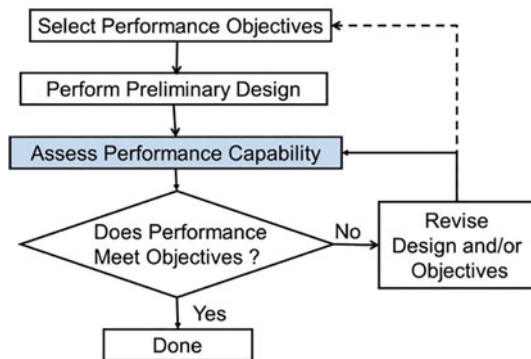 Select Performance Objectives
Perform Preliminary Design
Assess Performance Capability
Does Performance
Meet Objectives ?
No
Revise
Design and/or
Objectives
Yes
Done